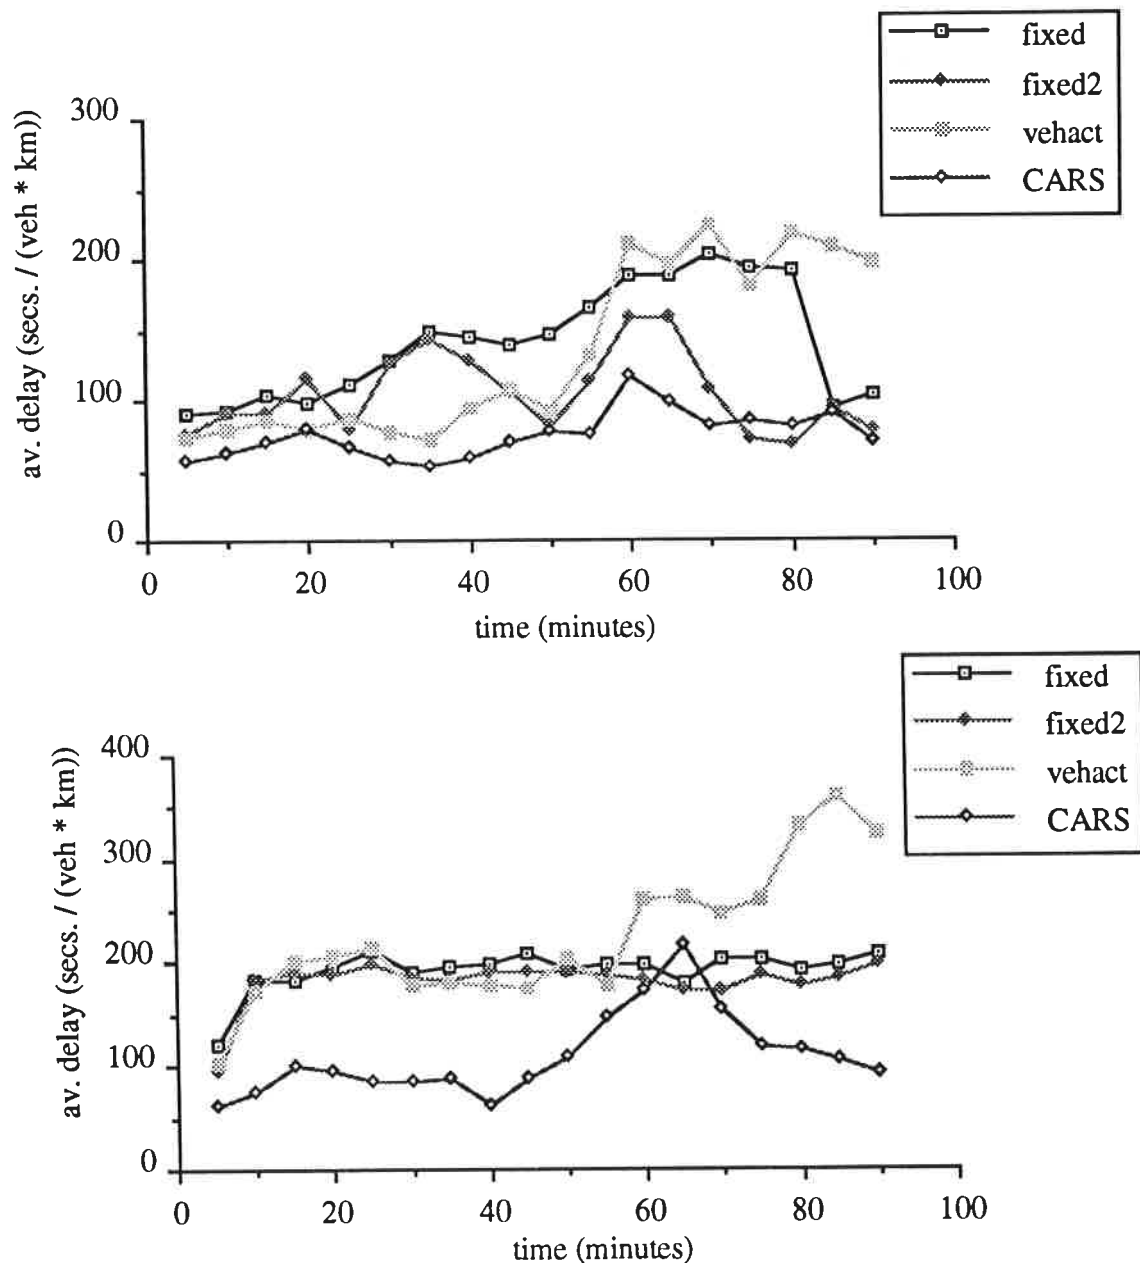 fixed
fixed2
vehact
CARS
av. delay (secs. / (veh * km))
300
200
100
0
0 20 40 60 80 100
time (minutes)
fixed
fixed2
vehact
CARS
av. delay (secs. / (veh * km))
400
300
200
100
0
0 20 40 60 80 100
time (minutes)